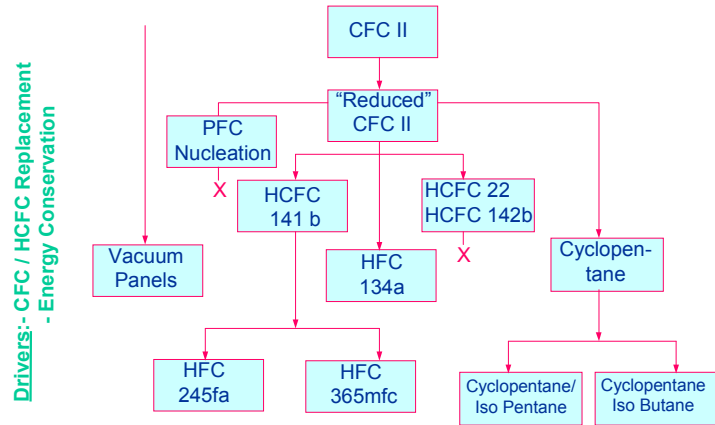 Drivers:- CFC / HCFC Replacement
- Energy Conservation
CFC II
“Reduced”
CFC II
PFC
Nucleation
X
HCFC
141 b
HCFC 22
HCFC 142b
X
Vacuum
Panels
HFC
134a
Cyclopen-
tane
HFC
245fa
HFC
365mfc
Cyclopentane/
Iso Pentane
Cyclopentane
Iso Butane